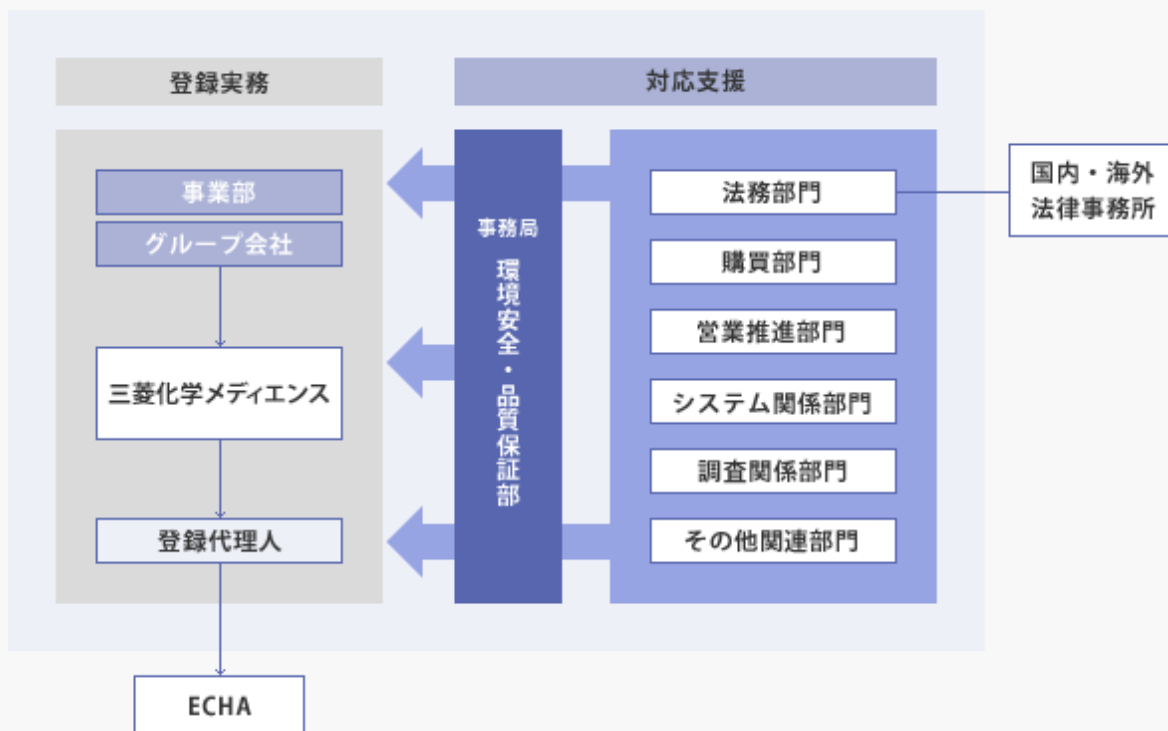 登録実務
対応支援
事業部
グループ会社
三菱化学メディエンス
登録代理人
ECHA
事務局
環境安全・品質保証部
法務部門
購買部門
営業推進部門
システム関係部門
調査関係部門
その他関連部門
国内・海外
法律事務所